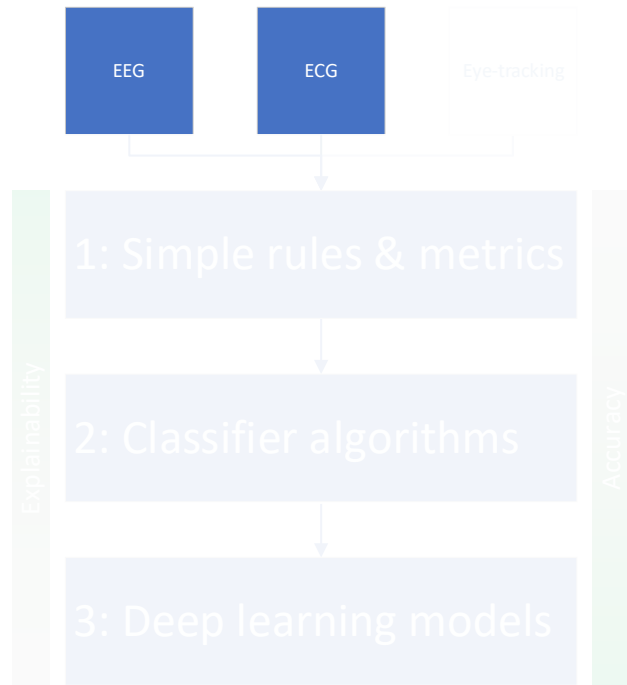 EEG
ECG
Eye-tracking
1: Simple rules & metrics
Explainability
Accuracy
2: Classifier algorithms
3: Deep learning models